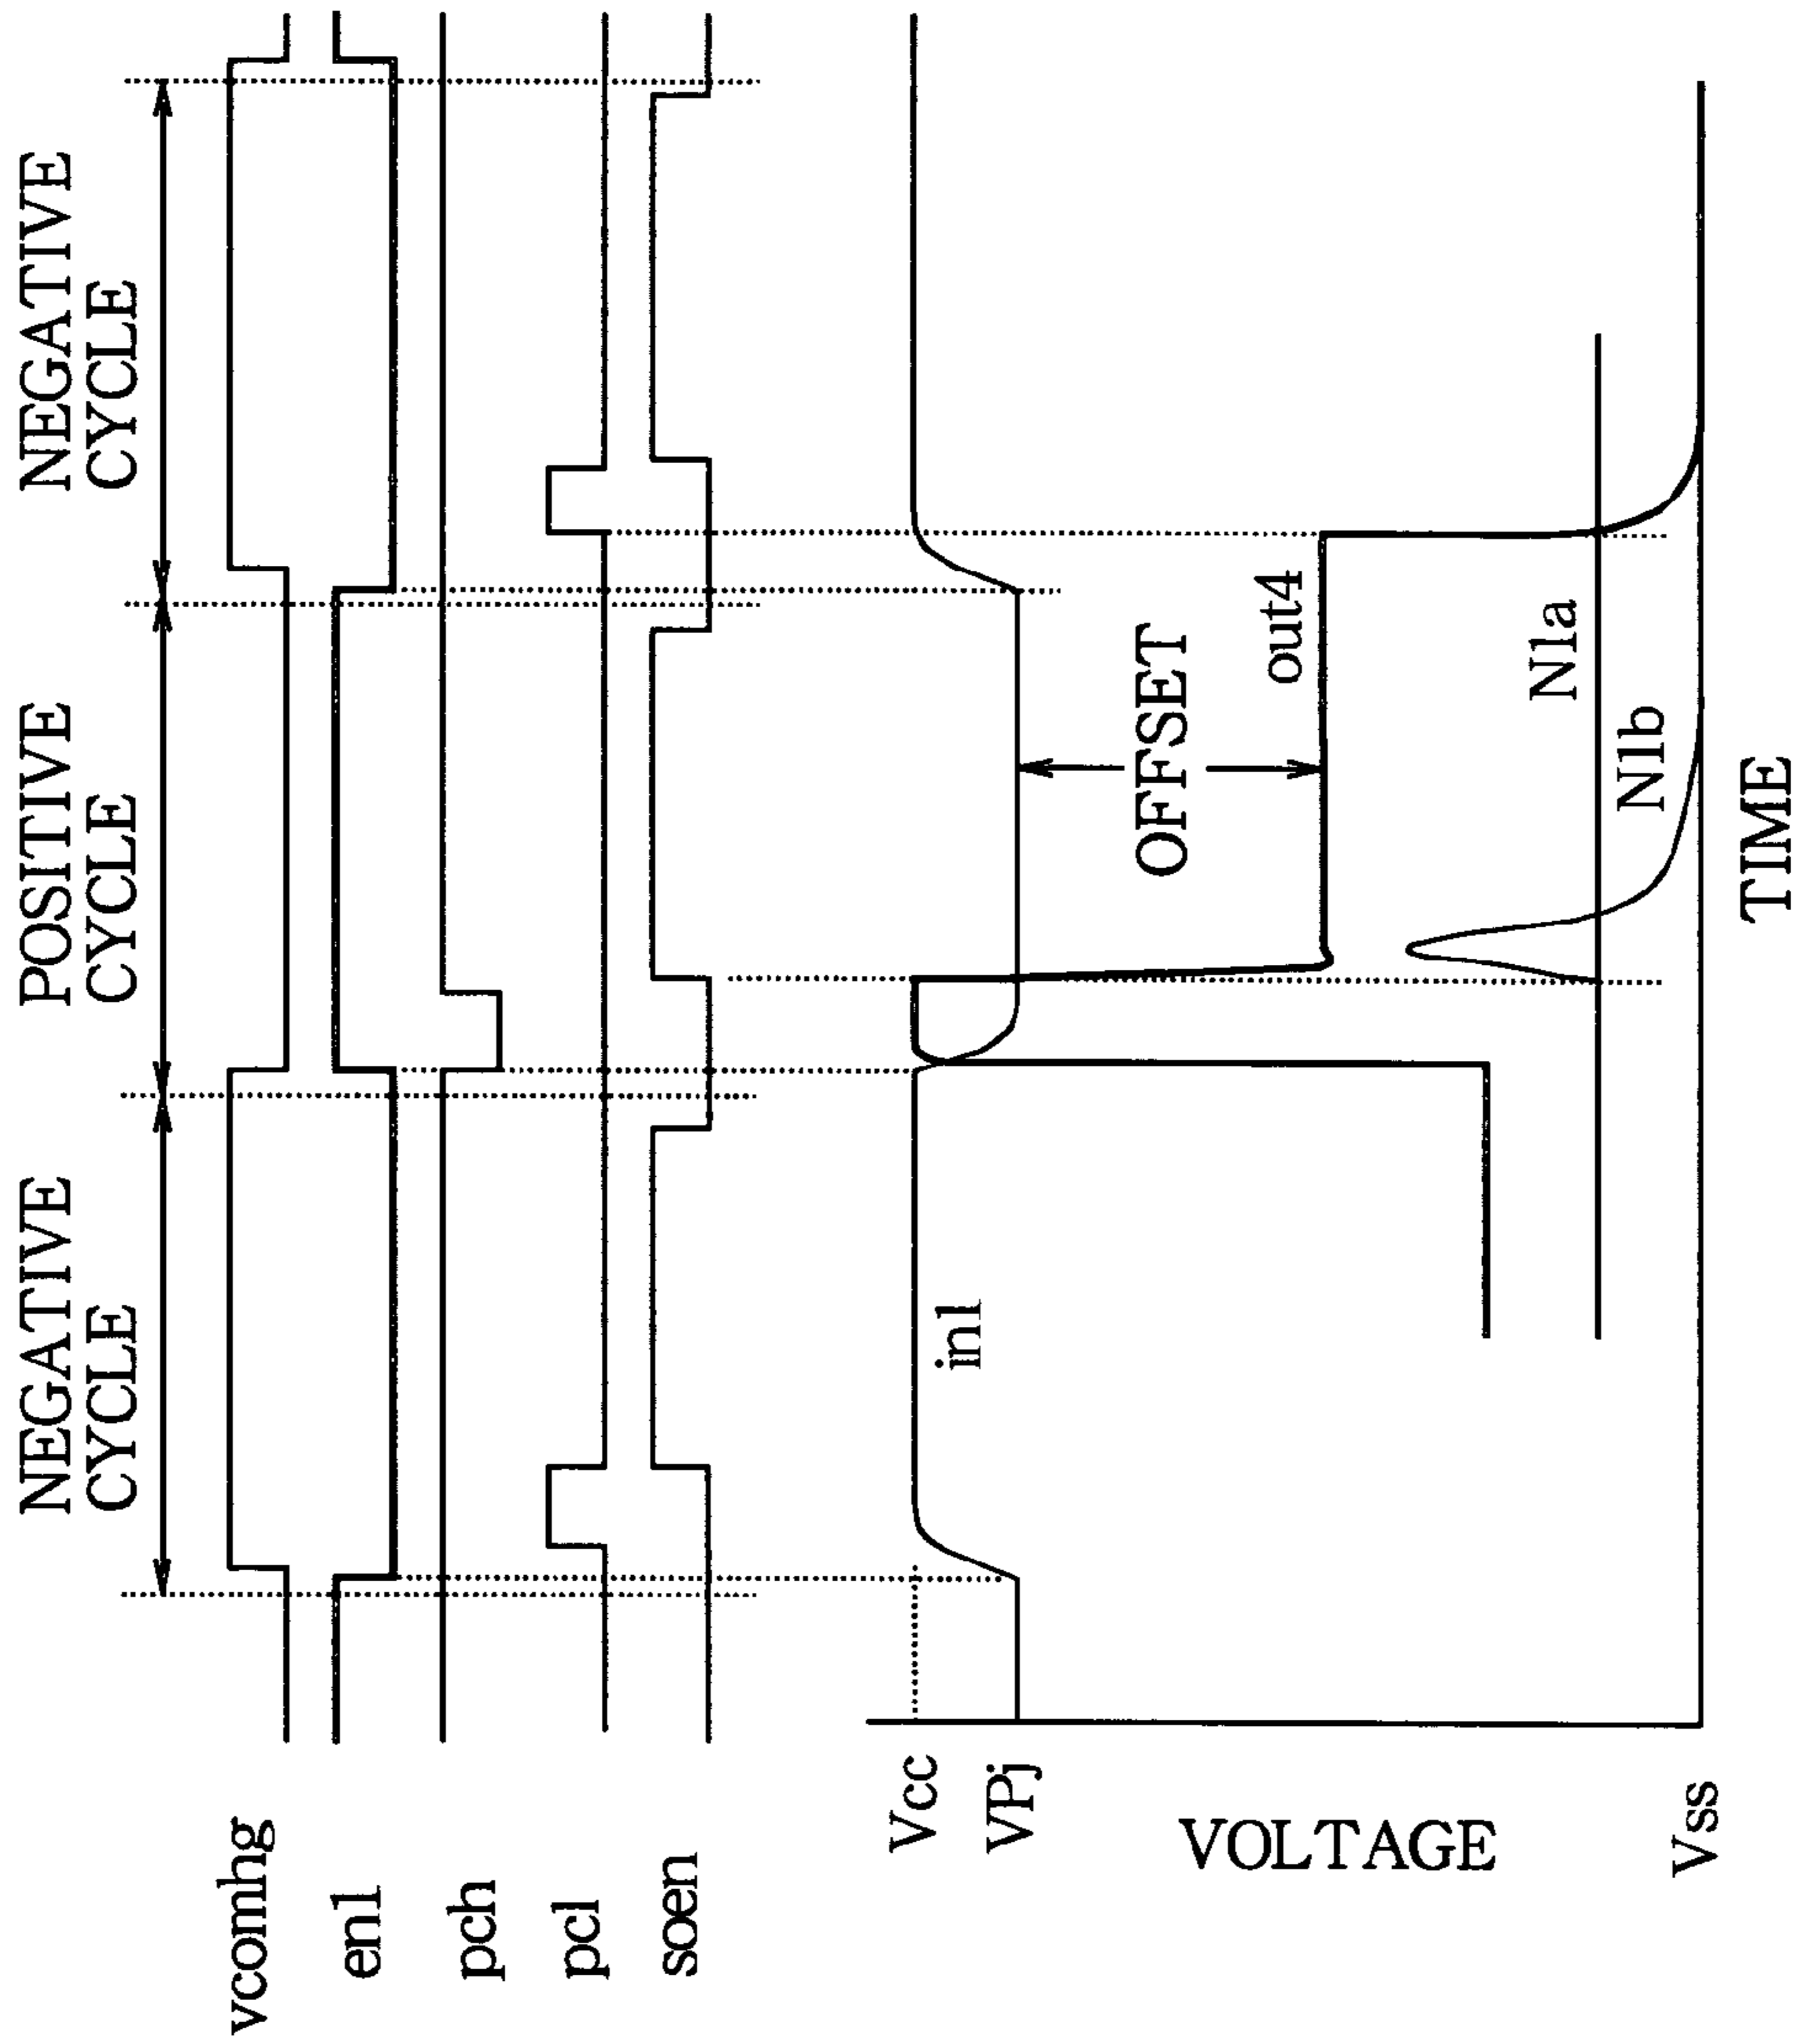 NEGATIVE
CYCLE
POSITIVE
CYCLE
NEGATIVE
CYCLE
vcomhg
en1
pch
pcl
soen
Vcc
VPj
VOLTAGE
Vss
in1
OFFSET
out4
N1a
N1b
TIME